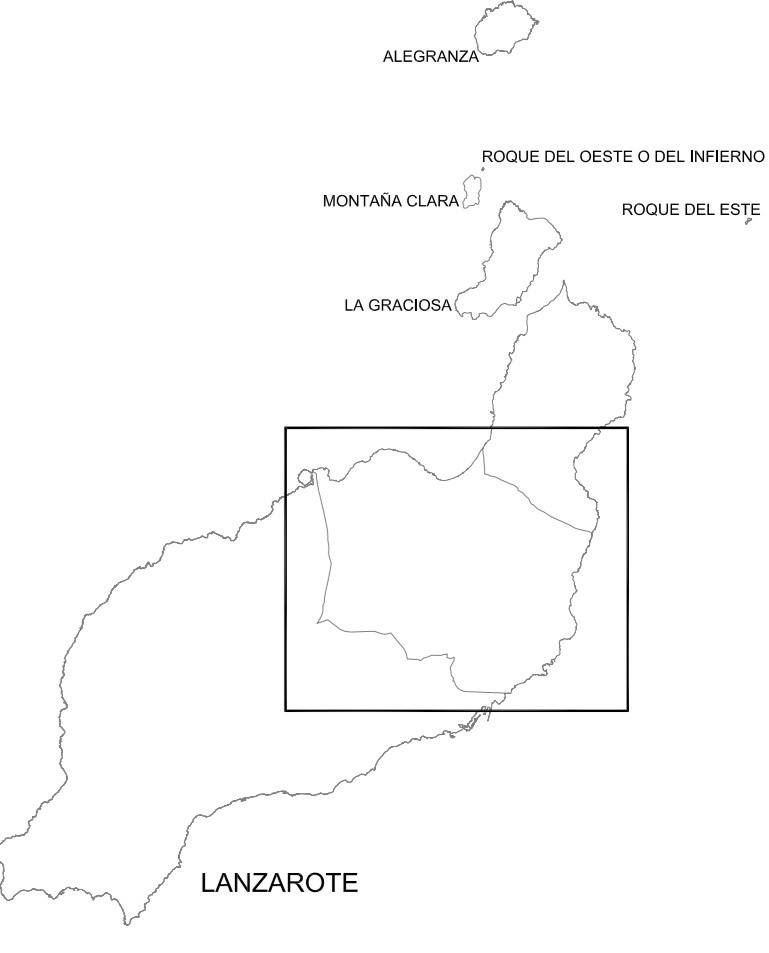 ALEGRANZA
ROQUE DEL OESTE O DEL INFIERNO
MONTAÑA CLARA
ROQUE DEL ESTE
LA GRACIOSA
LANZAROTE